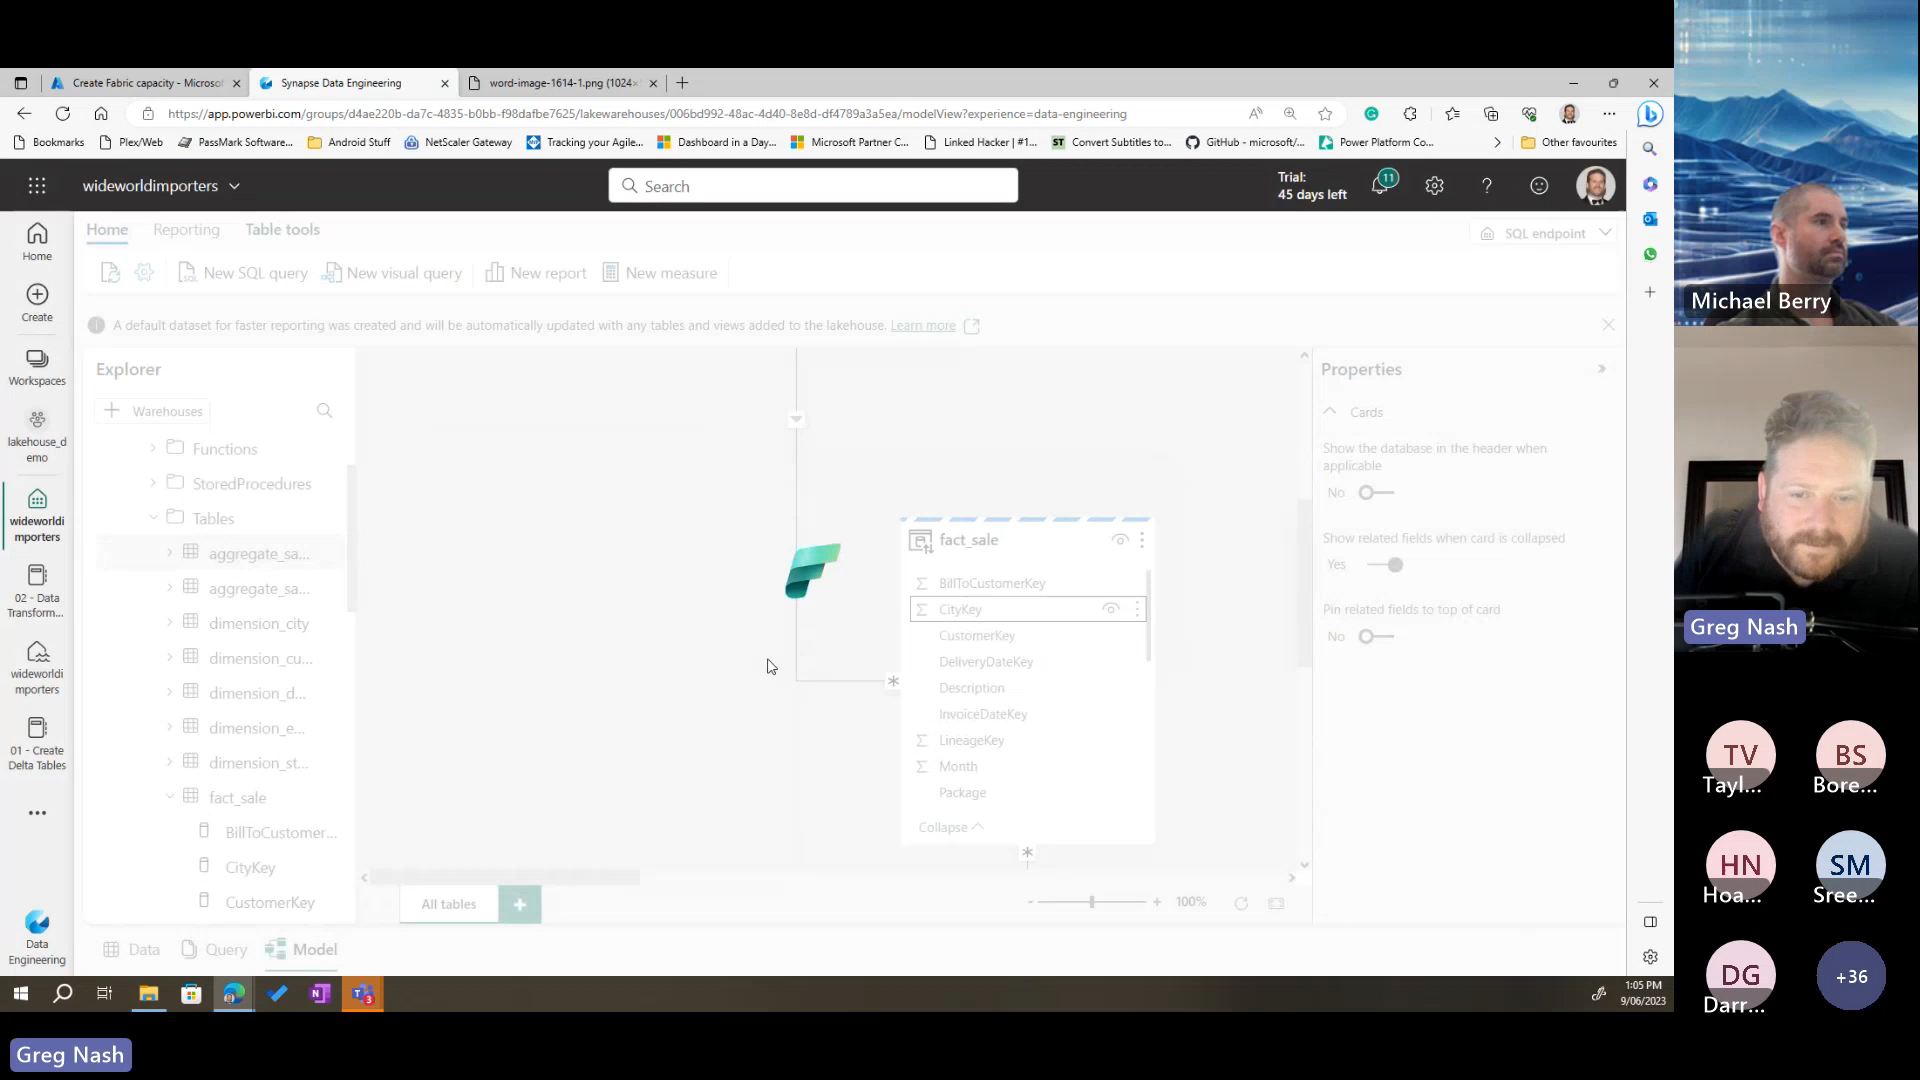 Create Fabric capacity - Microso
Synapse Data Engineering
word-image-1614-1.png (1024×
https://app.powerbi.com/groups/d4ae220b-da7c-4835-b0bb-f98dafbe7625/lakewarehouses/006bd992-48ac-4d40-8e8d-df4789a3a5ea/modelView?experience=data-engineering
Bookmarks
Plex/Web
PassMark Software...
Android Stuff
NetScaler Gateway
Tracking your Agile...
Dashboard in a Day...
Microsoft Partner C...
Linked Hacker | #1...
ST
Convert Subtitles to...
GitHub - microsoft/...
Power Platform Co...
Other favourites
wideworldimporters
Search
Trial:
45 days left
11
Home
Reporting
Table tools
SQL endpoint
New SQL query
New visual query
New report
New measure
A default dataset for faster reporting was created and will be automatically updated with any tables and views added to the lakehouse. Learn more
Home
Create
Workspaces
lakehouse_d
emo
wideworldi
mporters
02 - Data
Transform...
wideworldi
mporters
01 - Create
Delta Tables
Data
Engineering
Explorer
Warehouses
Functions
StoredProcedures
Tables
aggregate_sa...
aggregate_sa...
dimension_city
dimension_cu...
dimension_d...
dimension_e...
dimension_st...
fact_sale
BillToCustomer...
CityKey
CustomerKey
fact_sale
BillToCustomerKey
CityKey
CustomerKey
DeliveryDateKey
Description
InvoiceDateKey
LineageKey
Month
Package
Collapse
All tables
100%
Properties
Cards
Show the database in the header when
applicable
No
Show related fields when card is collapsed
Yes
Pin related fields to top of card
No
Data
Query
Model
1:05 PM
9/06/2023
Michael Berry
Greg Nash
TV
Tayl...
BS
Bore...
HN
Hoa...
SM
Sree...
DG
Darr...
+36
Greg Nash